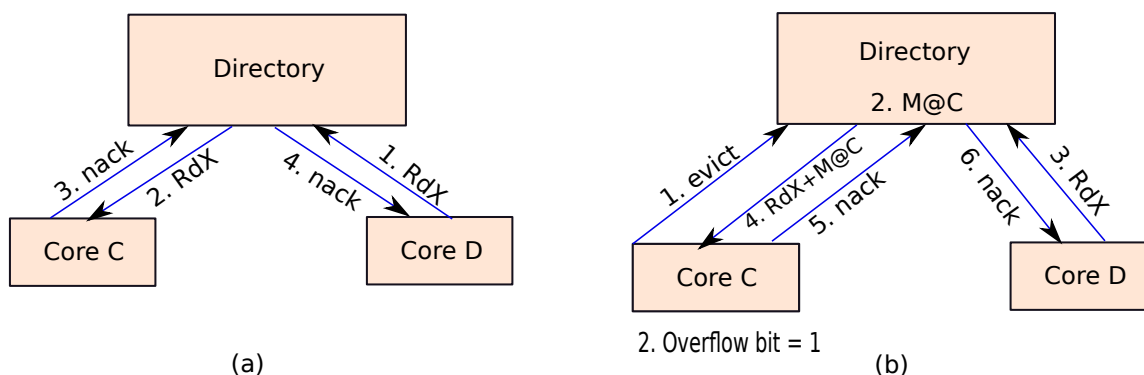 Directory
3. nack
2. RdX
4. nack
1. RdX
Core C
Core D
(a)
Directory
2. M@C
1. evict
4. RdX+M@C
5. nack
6. nack
3. RdX
Core C
Core D
2. Overflow bit = 1
(b)